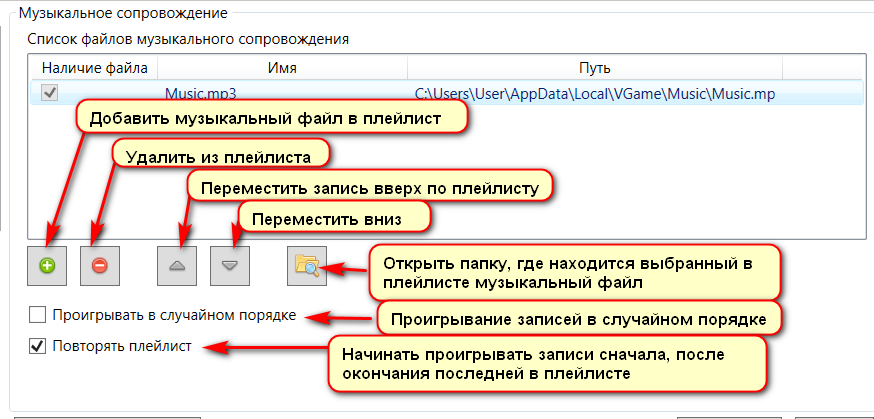 Музыкальное сопровождение
Список файлов музыкального сопровождения
Наличие файла Имя Путь
Music.mp3 C:\Users\User\AppData\Local\VGame\Music\Music.mp
Добавить музыкальный файл в плейлист
Удалить из плейлиста
Переместить запись вверх по плейлисту
Переместить вниз
Открыть папку, где находится выбранный в
плейлисте музыкальный файл
Проигрывать в случайном порядке
Проигрывание записей в случайном порядке
Повторять плейлист
Начинать проигрывать записи сначала, после
окончания последней в плейлисте